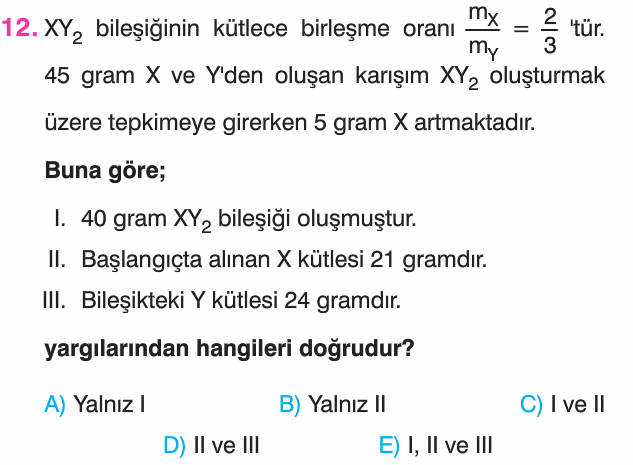 12. XY₂ bileşiğinin kütlece birleşme oranı m_X/m_Y = 2/3 'tür.
45 gram X ve Y'den oluşan karışım XY₂ oluşturmak
üzere tepkimeye girerken 5 gram X artmaktadır.
Buna göre;
I. 40 gram XY₂ bileşiği oluşmuştur.
II. Başlangıçta alınan X kütlesi 21 gramdır.
III. Bileşikteki Y kütlesi 24 gramdır.
yargılarından hangileri doğrudur?
A) Yalnız I B) Yalnız II C) I ve II
D) II ve III E) I, II ve III